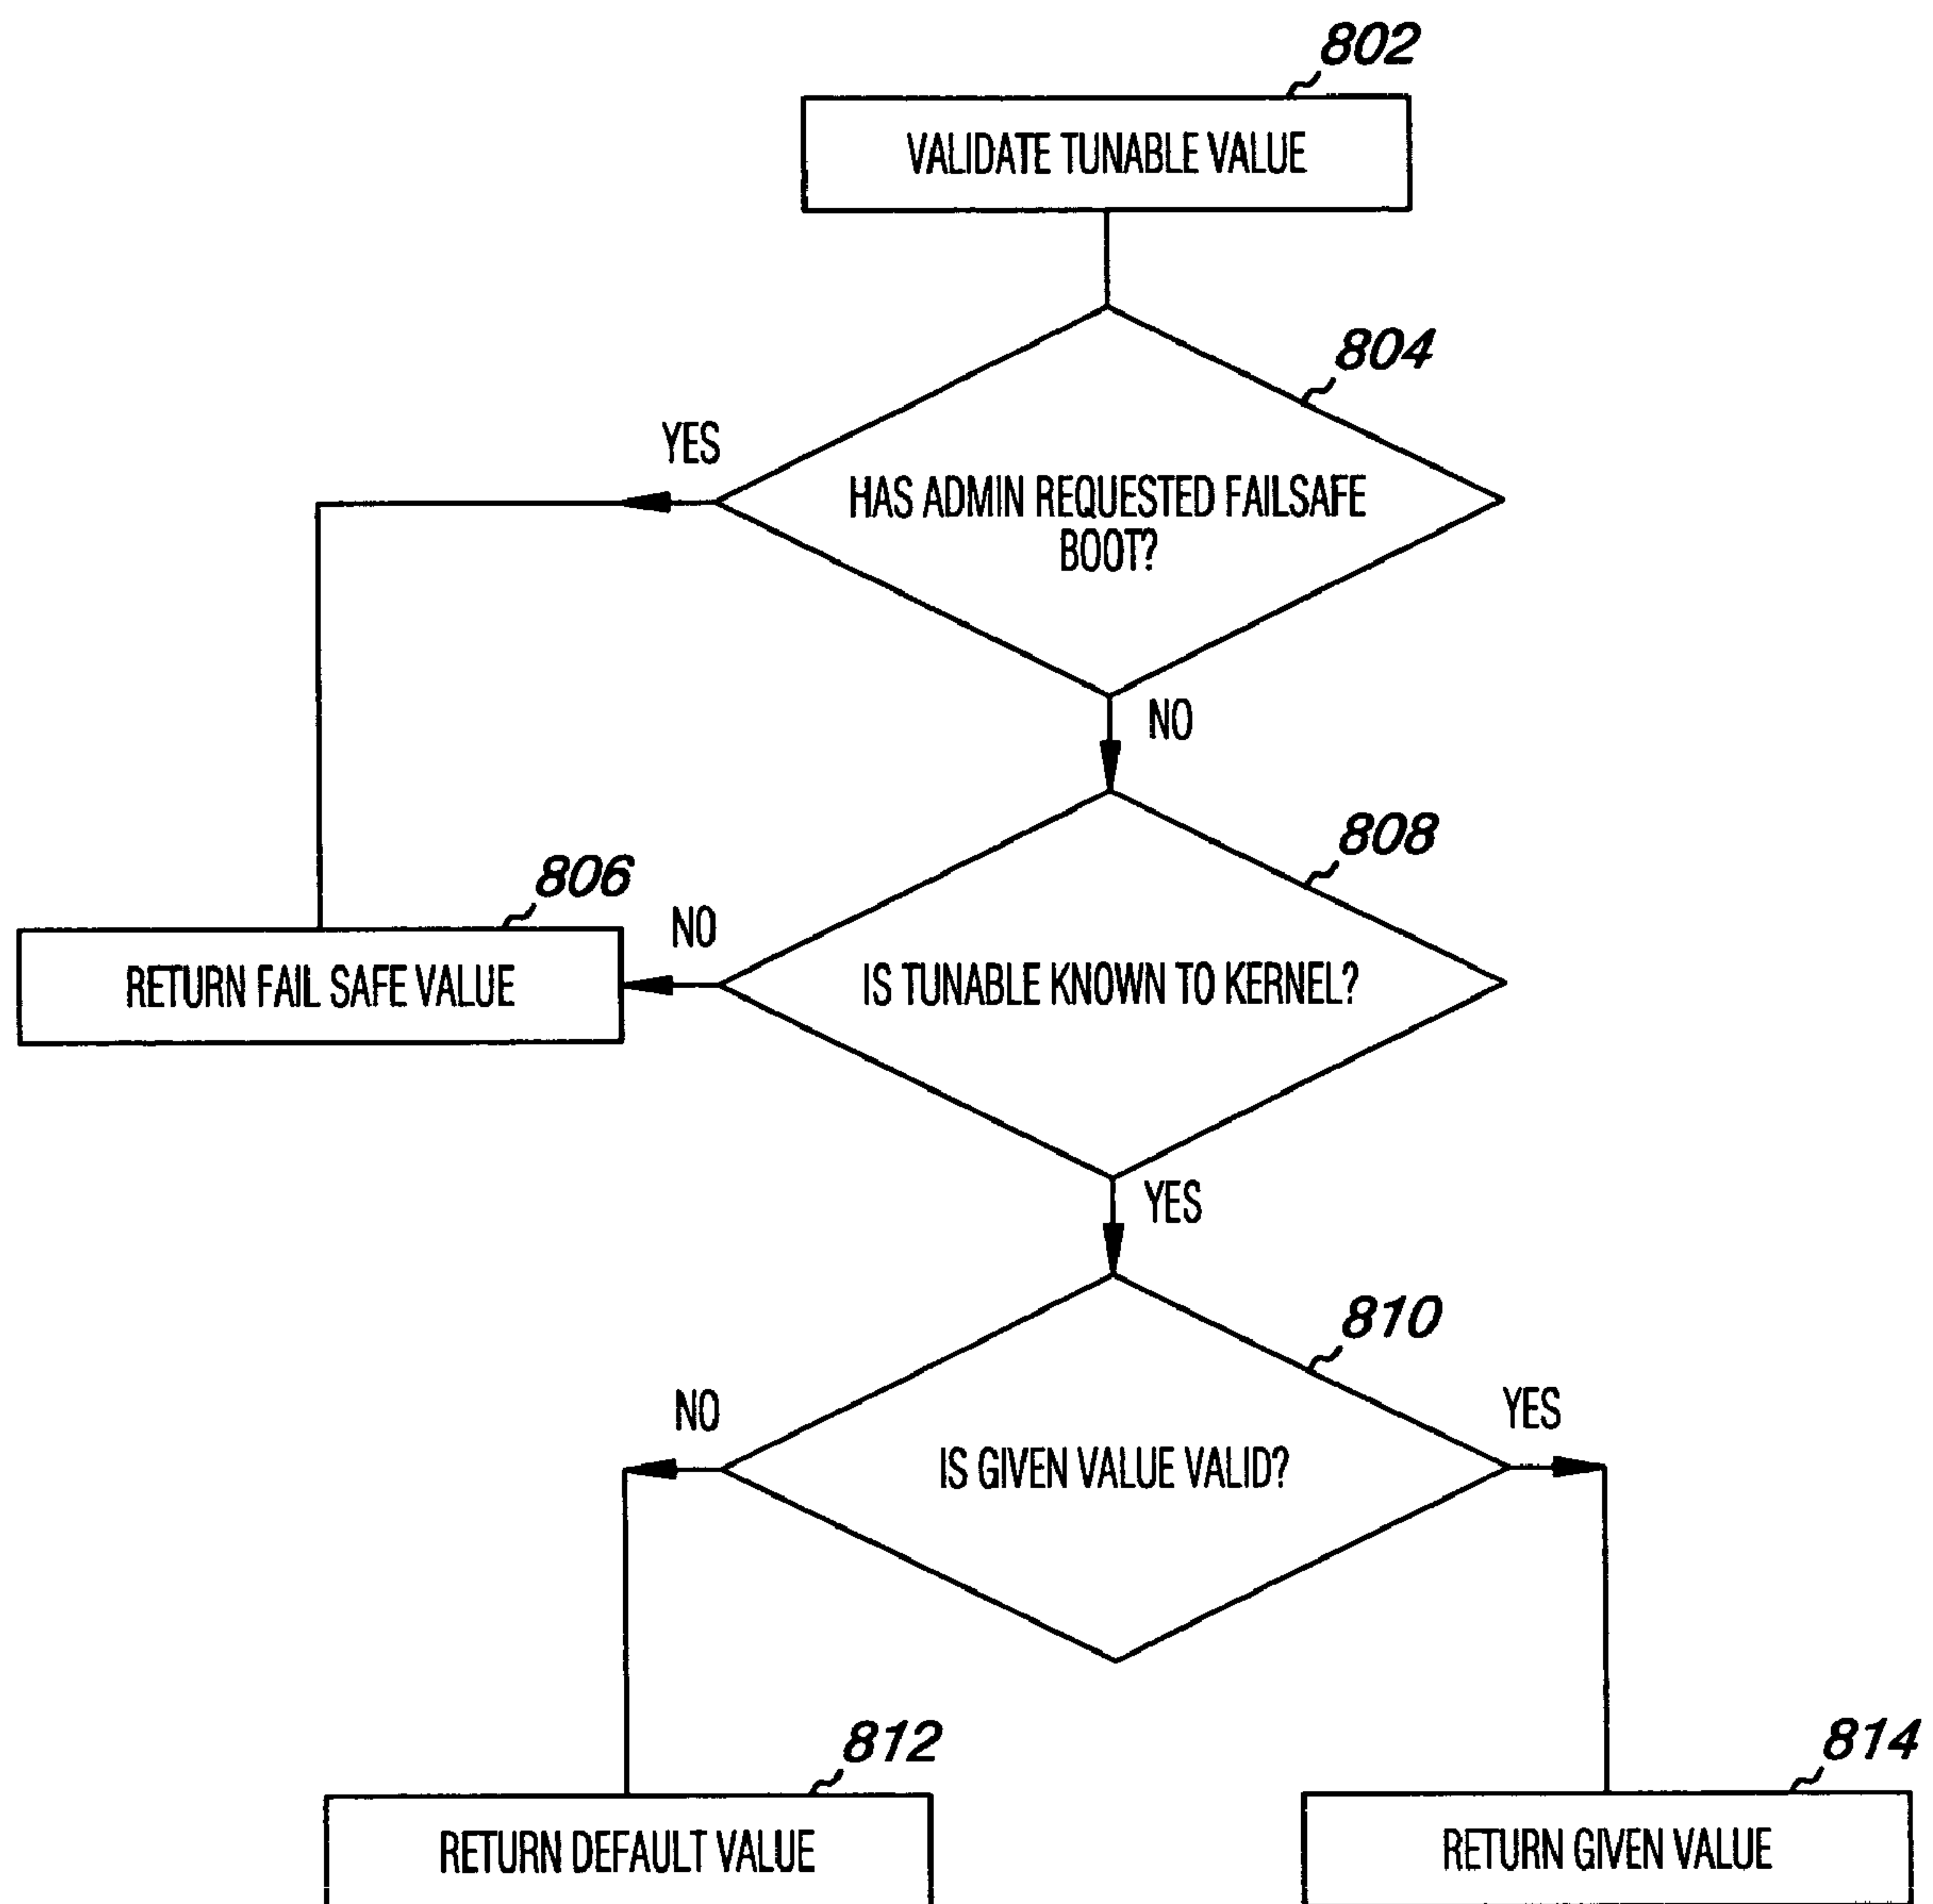 802
VALIDATE TUNABLE VALUE
804
YES
HAS ADMIN REQUESTED FAILSAFE
BOOT?
NO
808
806
NO
RETURN FAIL SAFE VALUE
IS TUNABLE KNOWN TO KERNEL?
YES
810
NO
YES
IS GIVEN VALUE VALID?
812
814
RETURN DEFAULT VALUE
RETURN GIVEN VALUE